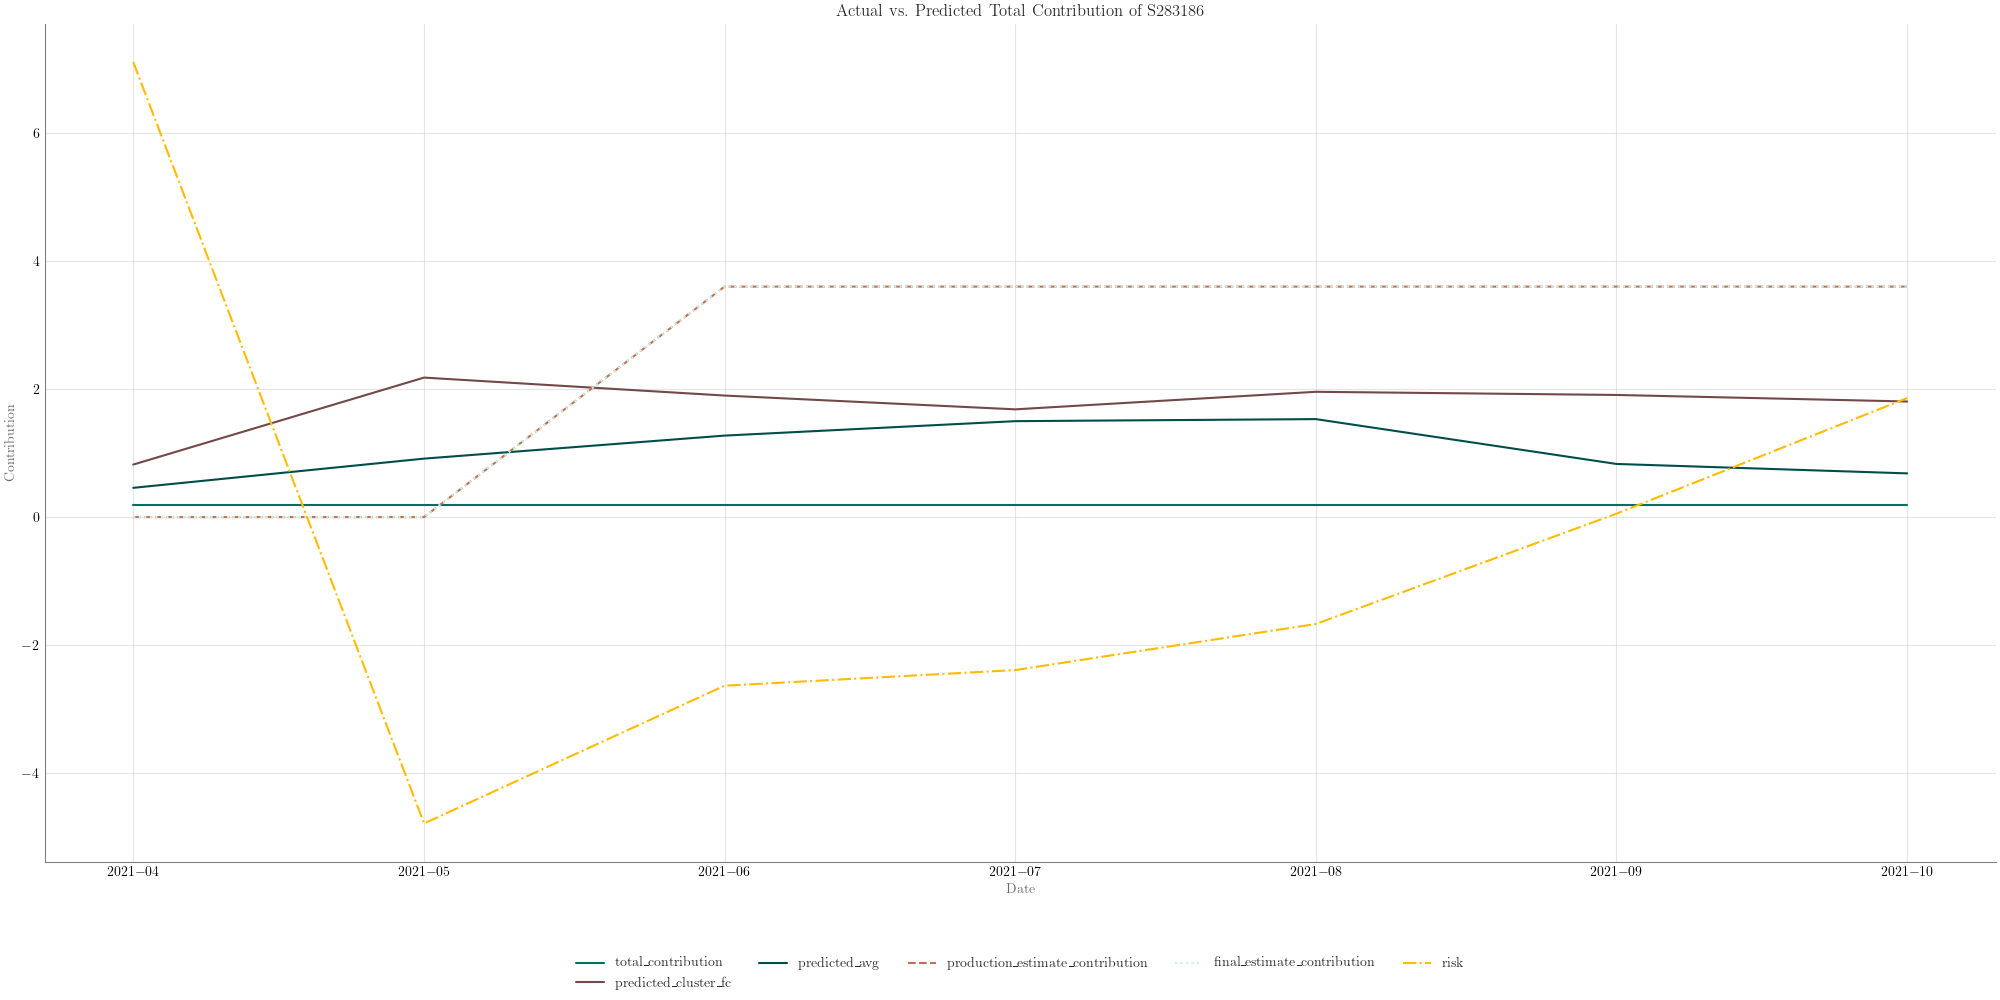 Actual vs. Predicted Total Contribution of S283186
Contribution
6
4
2
0
−2
−4
2021−04 2021−05 2021−06 2021−07 2021−08 2021−09 2021−10
Date
total_contribution predicted_avg production_estimate_contribution final_estimate_contribution risk
predicted_cluster_fc